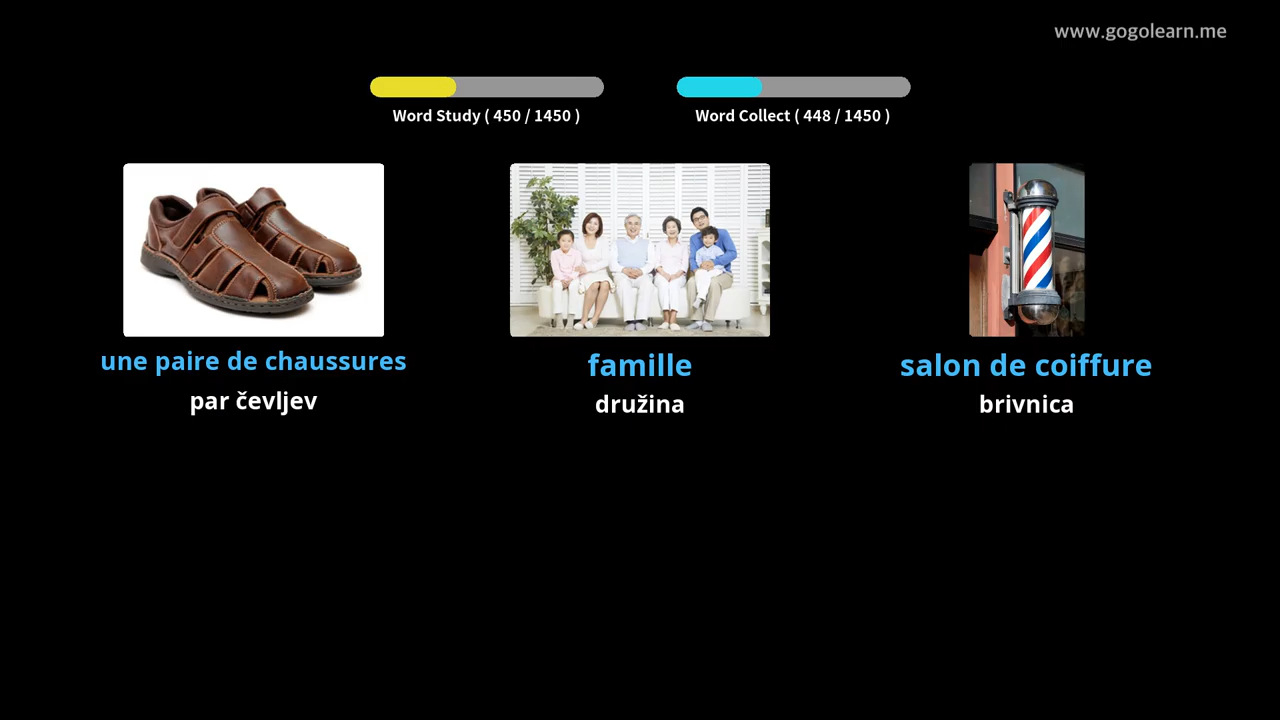 www.gogolearn.me
Word Study ( 450 / 1450 )
Word Collect ( 448 / 1450 )
une paire de chaussures
par čevljev
famille
družina
salon de coiffure
brivnica